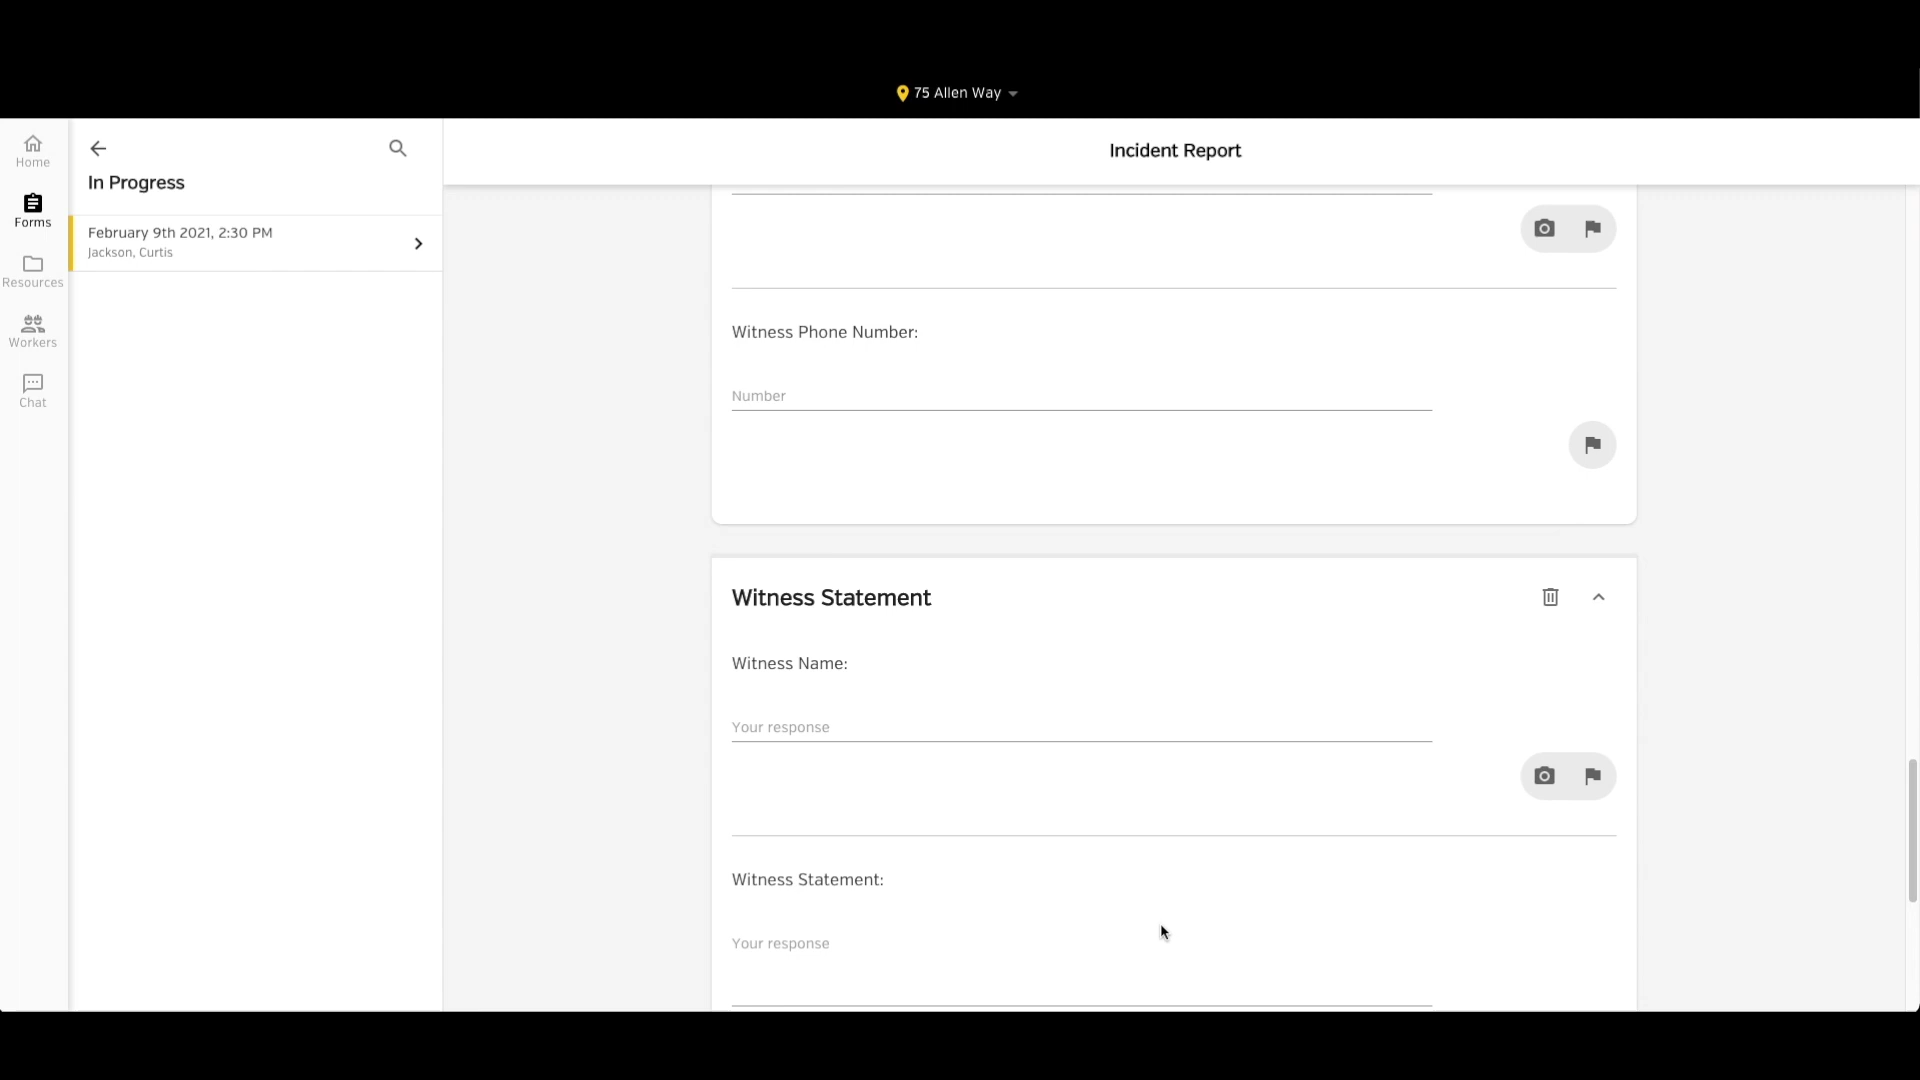 75 Allen Way
Home
Forms
Resources
Workers
Chat
In Progress
February 9th 2021, 2:30 PM
Jackson, Curtis
Incident Report
Witness Phone Number:
Number
Witness Statement
Witness Name:
Your response
Witness Statement:
Your response